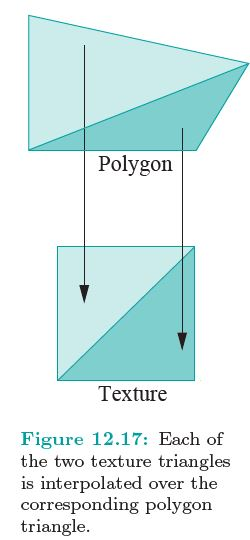 Polygon
Texture
Figure 12.17: Each of
the two texture triangles
is interpolated over the
corresponding polygon
triangle.